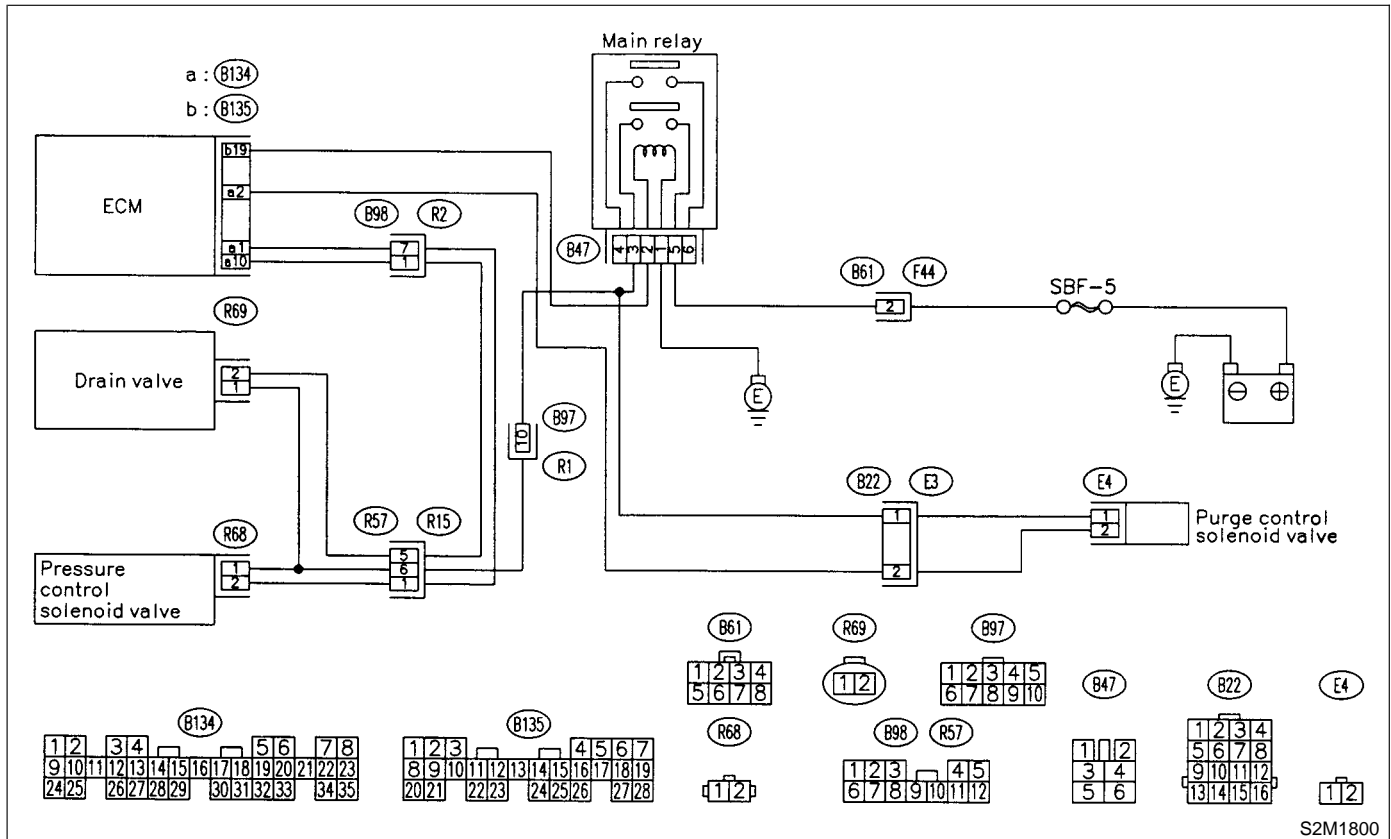 Main relay
a : B134
b : B135
ECM
b19
a2
a1
a10
B98 R2
7
1
B47
4 3 2 1 5 6
B61 F44
2
SBF-5
E
E
⊖ ⊕
R69
Drain valve
2
1
10
B97
R1
R57 R15
5
6
1
R68
1
2
Pressure
control
solenoid valve
B22 E3
1
2
E4
1
2
Purge control
solenoid valve
B61
1 2 3 4
5 6 7 8
R69
1 2
B97
1 2 3 4 5
6 7 8 9 10
B134
1 2 3 4 5 6 7 8
9 10 11 12 13 14 15 16 17 18 19 20 21 22 23
24 25 26 27 28 29 30 31 32 33 34 35
B135
1 2 3 4 5 6 7
8 9 10 11 12 13 14 15 16 17 18 19
20 21 22 23 24 25 26 27 28
R68
1 2
B98 R57
1 2 3 4 5
6 7 8 9 10 11 12
B47
1 2
3 4
5 6
B22
1 2 3 4
5 6 7 8
9 10 11 12
13 14 15 16
E4
1 2
S2M1800